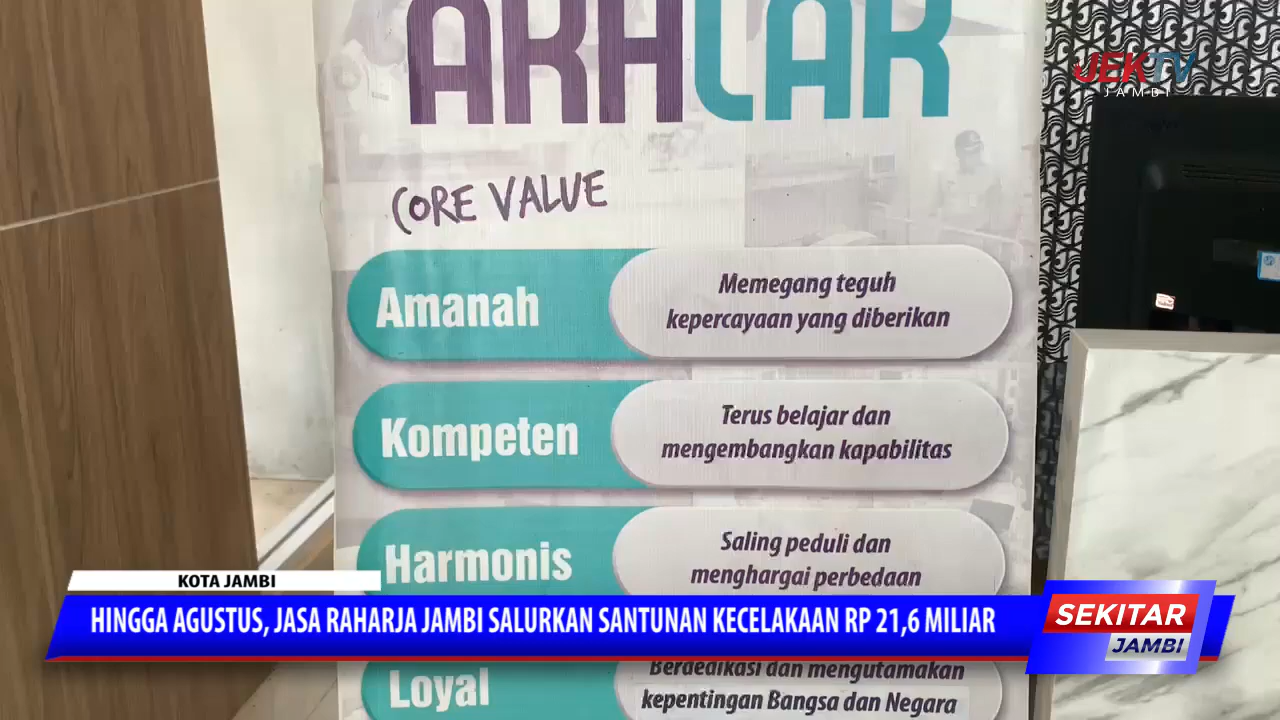 AKHLAK
JEKTV
JAMBI
CORE VALUE
Amanah
Memegang teguh
kepercayaan yang diberikan
Kompeten
Terus belajar dan
mengembangkan kapabilitas
Harmonis
Saling peduli dan
menghargai perbedaan
KOTA JAMBI
HINGGA AGUSTUS, JASA RAHARJA JAMBI SALURKAN SANTUNAN KECELAKAAN RP 21,6 MILIAR
SEKITAR
JAMBI
Loyal
Berdedikasi dan mengutamakan
kepentingan Bangsa dan Negara